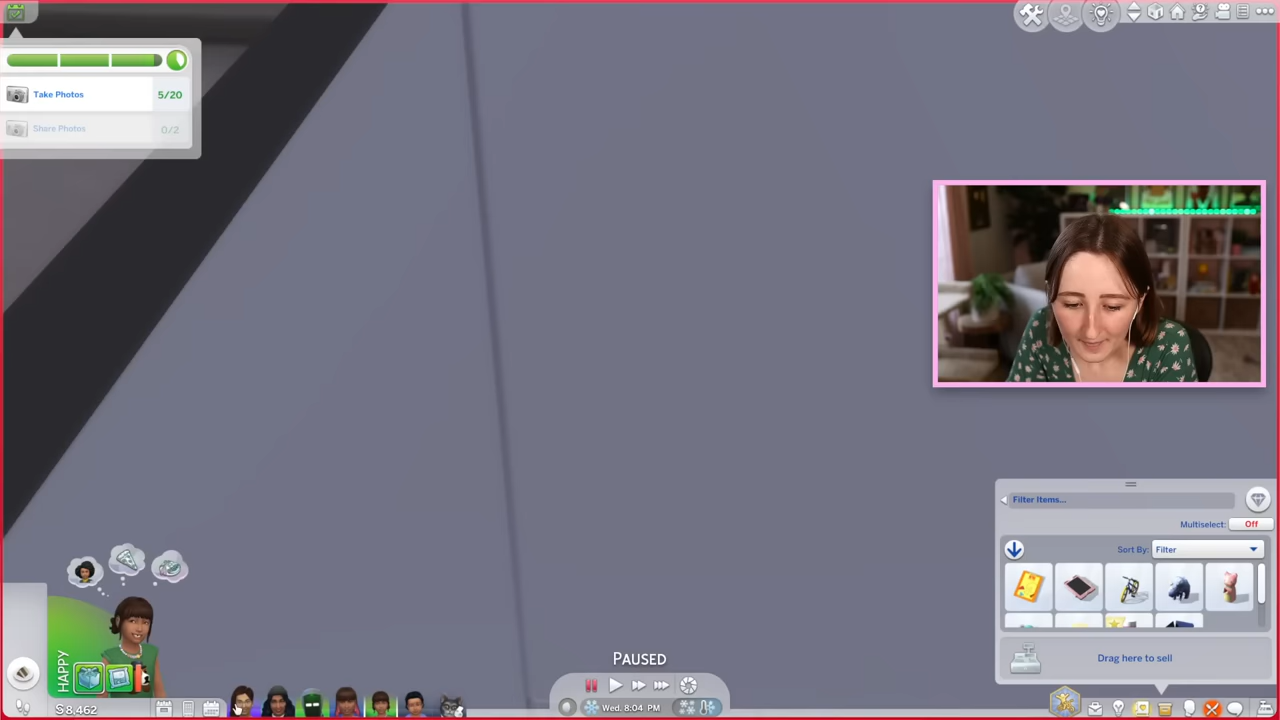 Take Photos 5/20
Share Photos 0/2
Filter Items...
Multiselect: Off
Sort By: Filter
Drag here to sell
HAPPY
PAUSED
§8,462
Wed. 8:04 PM